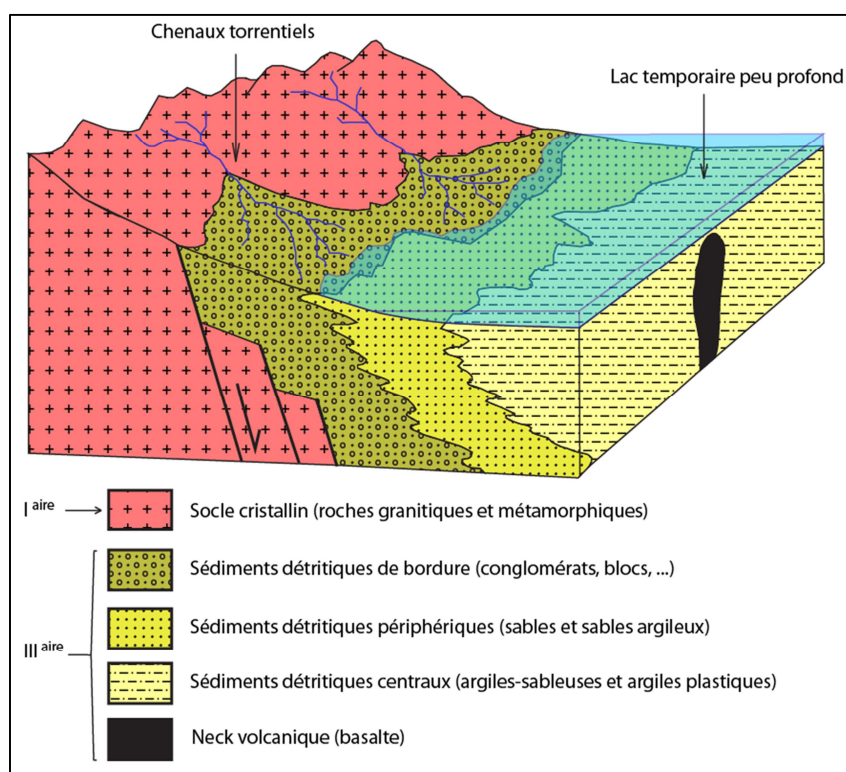 Chenaux torrentiels
Lac temporaire peu profond
I aire
Socle cristallin (roches granitiques et métamorphiques)
Sédiments détritiques de bordure (conglomérats, blocs, ...)
Sédiments détritiques périphériques (sables et sables argileux)
III aire
Sédiments détritiques centraux (argiles-sableuses et argiles plastiques)
Neck volcanique (basalte)